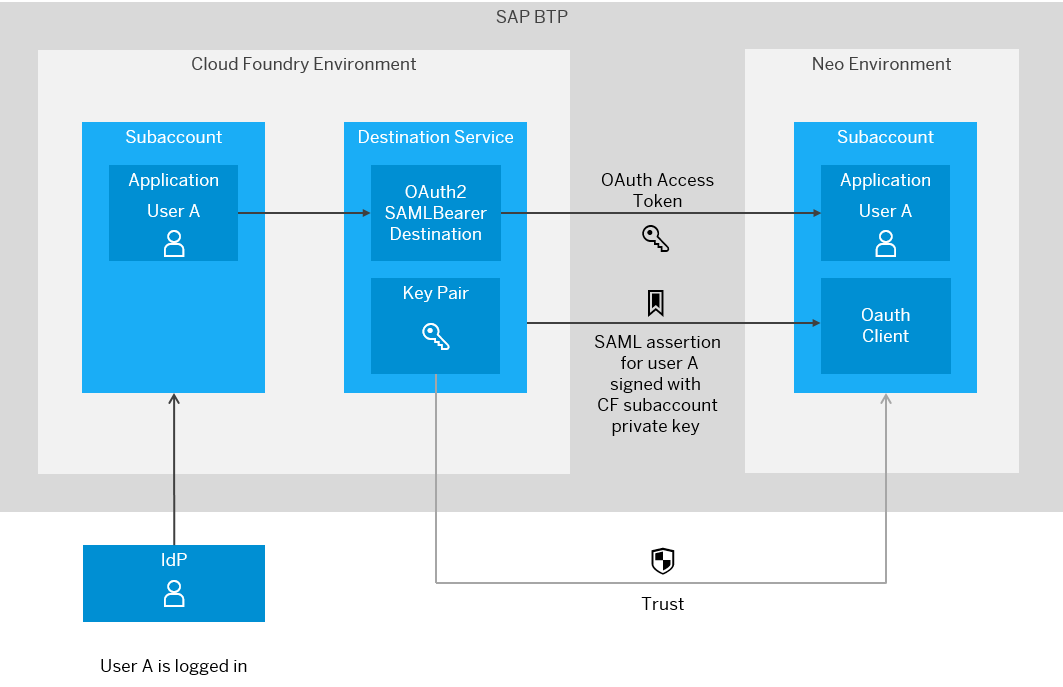 SAP BTP
Cloud Foundry Environment
Subaccount
Application
User A
Destination Service
OAuth2
SAMLBearer
Destination
Key Pair
OAuth Access
Token
SAML assertion
for user A
signed with
CF subaccount
private key
Neo Environment
Subaccount
Application
User A
Oauth
Client
IdP
Trust
User A is logged in